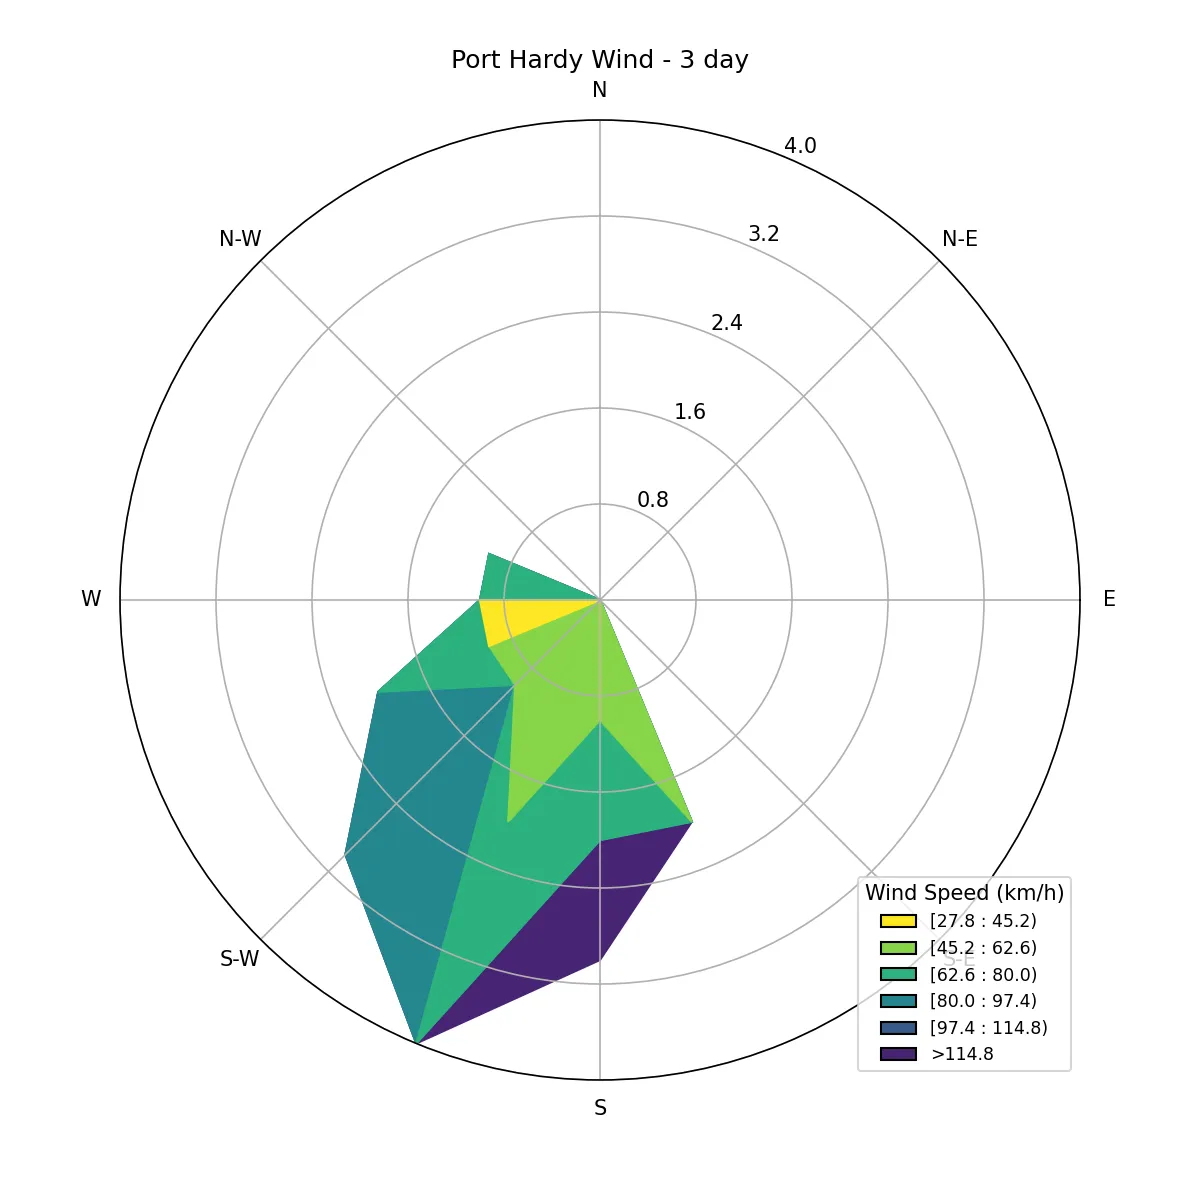 Port Hardy Wind - 3 day
N
4.0
N-W
3.2
N-E
2.4
1.6
0.8
W
E
Wind Speed (km/h)
[27.8 : 45.2)
[45.2 : 62.6)
S-W
S-E
[62.6 : 80.0)
[80.0 : 97.4)
[97.4 : 114.8)
>114.8
S